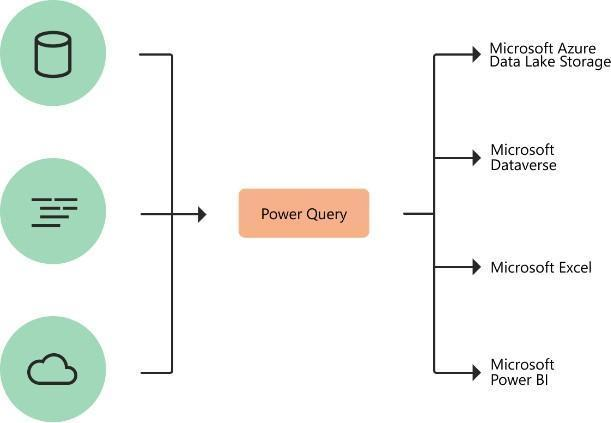 Microsoft Azure
Data Lake Storage
Microsoft
Dataverse
Power Query
Microsoft Excel
Microsoft
Power BI